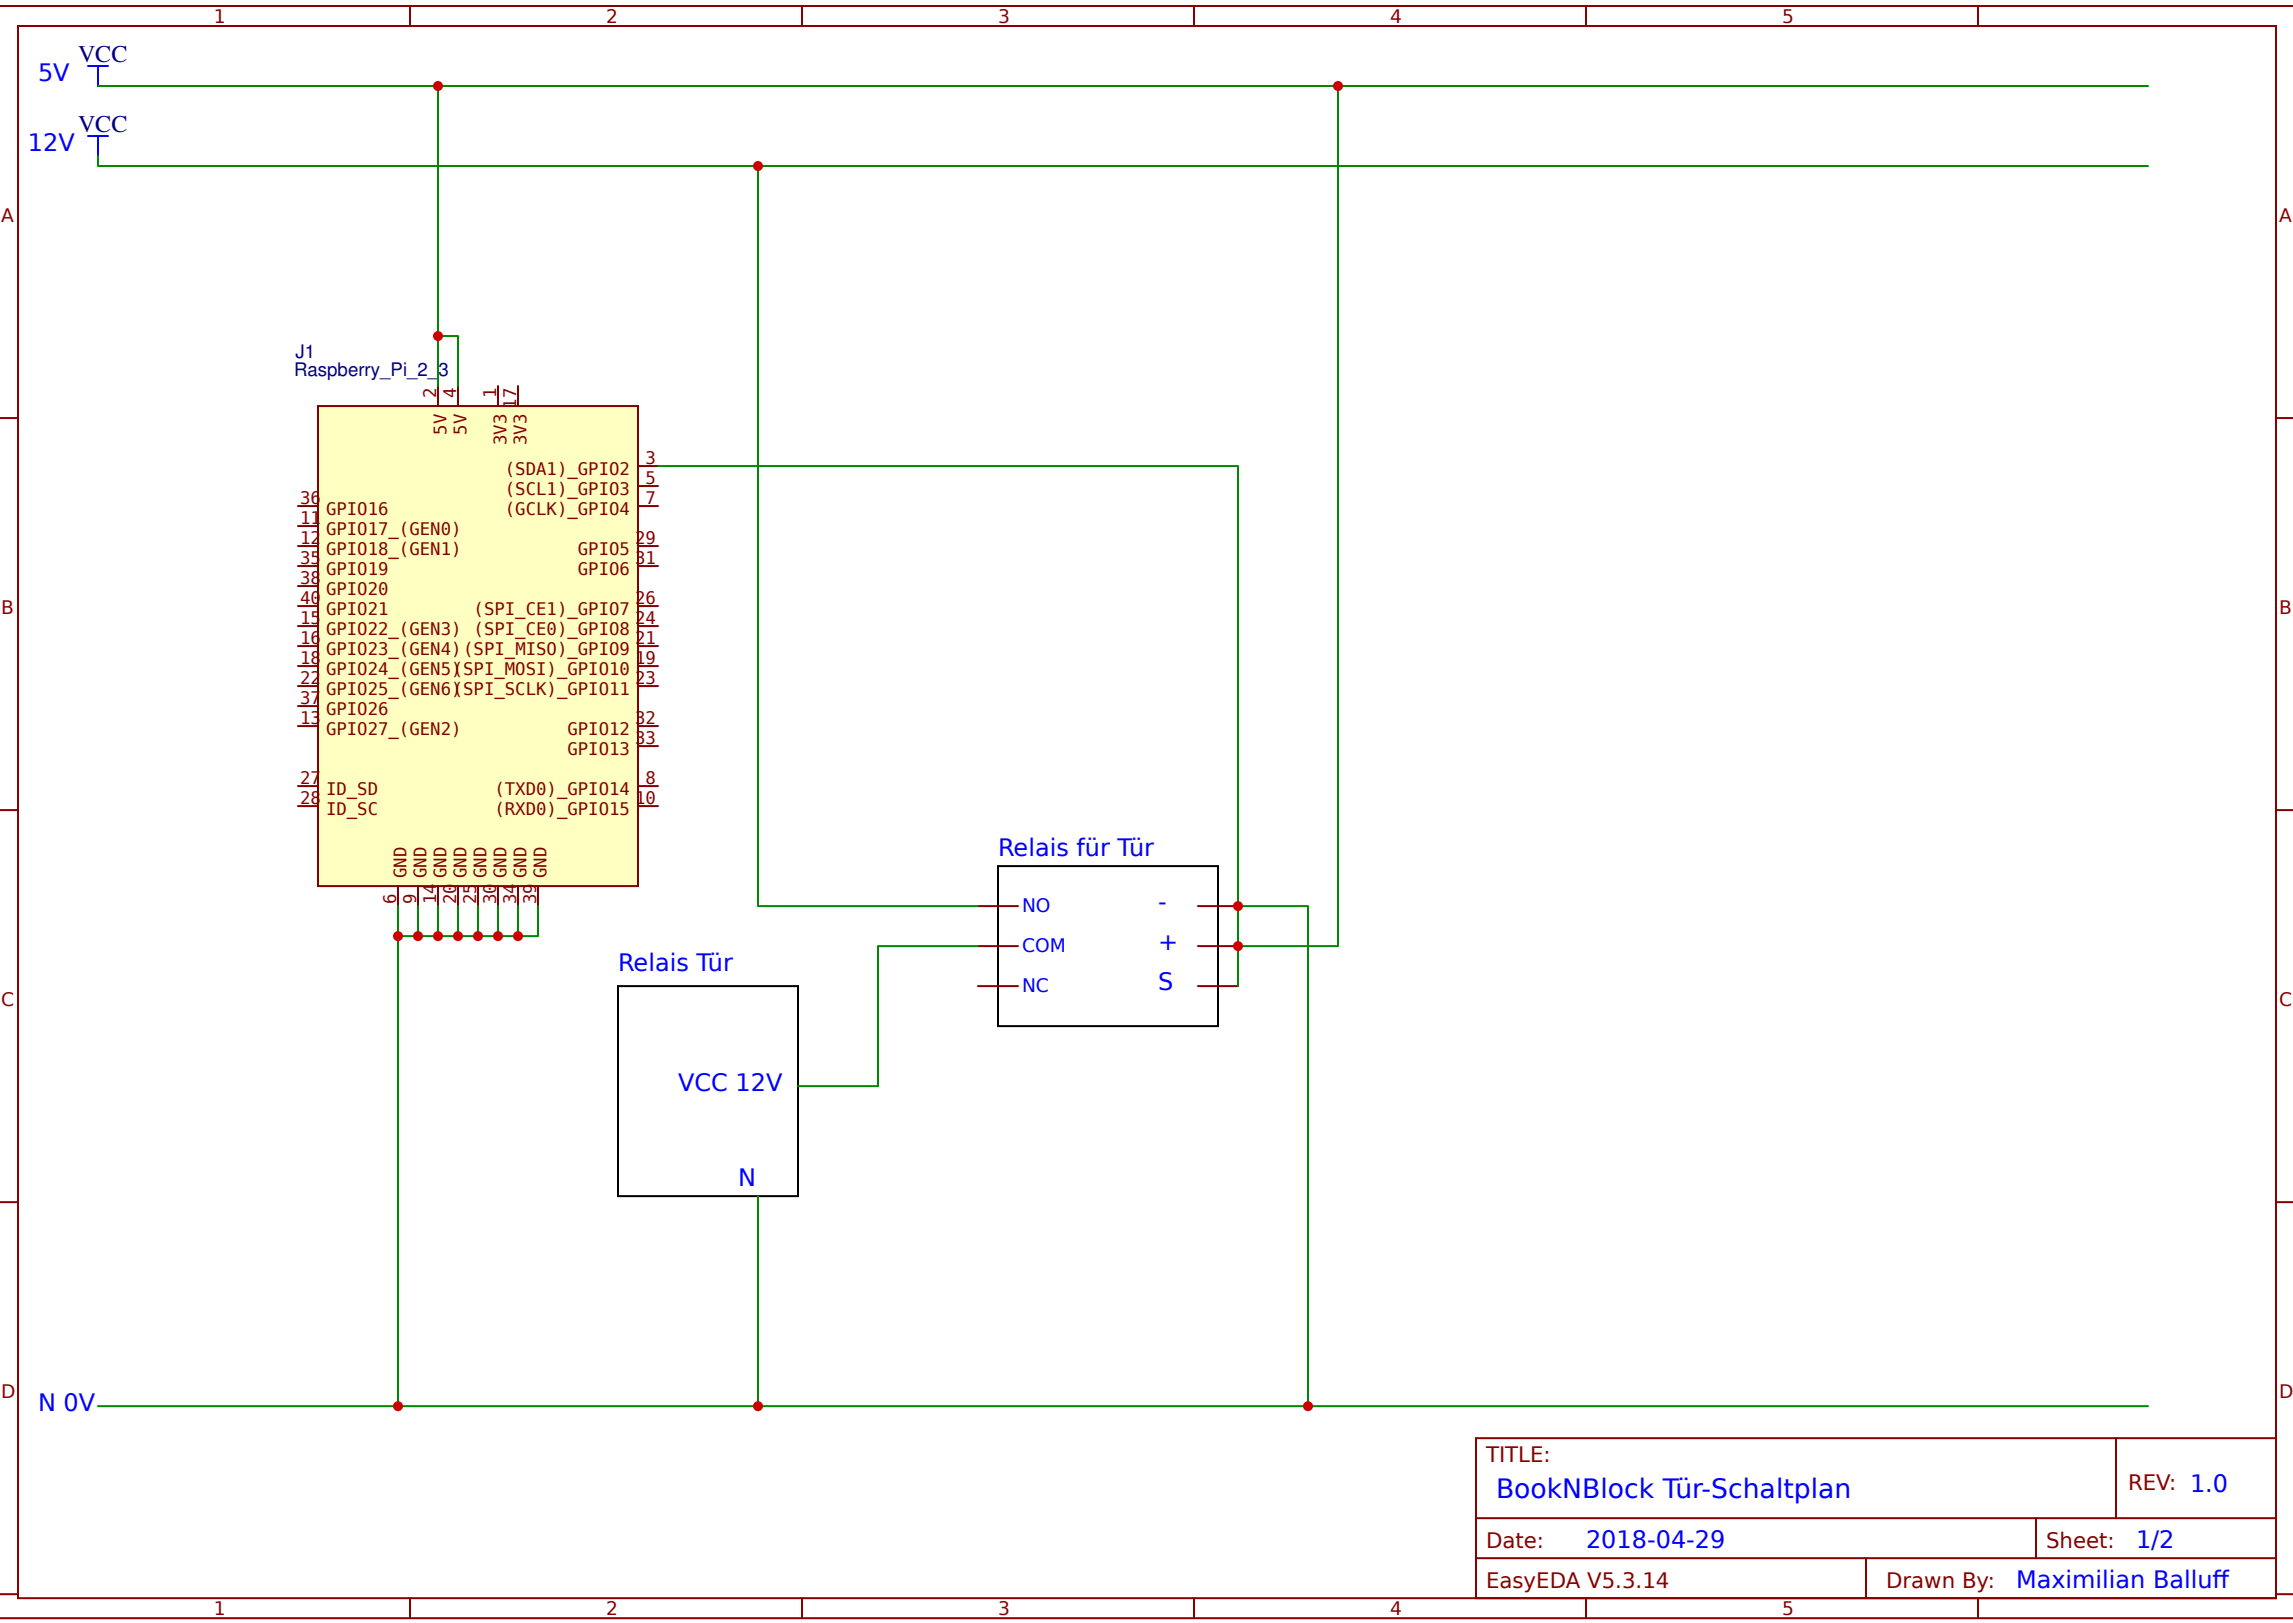 1 2 3 4 5
VCC
5V
VCC
12V
A A
J1
Raspberry_Pi_2_3
2 4 1 17
5V 5V 3V3 3V3
(SDA1)_GPIO2 3
(SCL1)_GPIO3 5
(GCLK)_GPIO4 7
36 GPIO16
11 GPIO17_(GEN0)
12 GPIO18_(GEN1)
35 GPIO19
38 GPIO20
40 GPIO21
15 GPIO22_(GEN3)
16 GPIO23_(GEN4)
18 GPIO24_(GEN5)
22 GPIO25_(GEN6)
37 GPIO26
13 GPIO27_(GEN2)
27 ID_SD
28 ID_SC
GPIO5 29
GPIO6 31
(SPI_CE1)_GPIO7 26
(SPI_CE0)_GPIO8 24
(SPI_MISO)_GPIO9 21
(SPI_MOSI)_GPIO10 19
(SPI_SCLK)_GPIO11 23
GPIO12 32
GPIO13 33
(TXD0)_GPIO14 8
(RXD0)_GPIO15 10
GND GND GND GND GND GND GND GND
6 9 14 20 25 30 34 39
B B
Relais für Tür
NO -
COM +
NC S
Relais Tür
VCC 12V
N
C C
N 0V
D D
TITLE:
BookNBlock Tür-Schaltplan
REV: 1.0
Date: 2018-04-29
Sheet: 1/2
EasyEDA V5.3.14
Drawn By: Maximilian Balluff
1 2 3 4 5